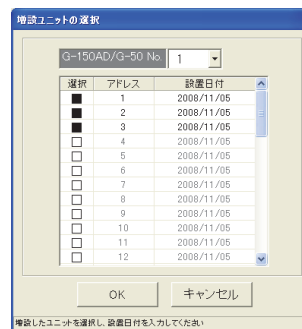 増設ユニットの選択
G-150AD/G-50 No. 1
選択 アドレス 設置日付
■ 1 2008/11/05
■ 2 2008/11/05
■ 3 2008/11/05
□ 4 2008/11/05
□ 5 2008/11/05
□ 6 2008/11/05
□ 7 2008/11/05
□ 8 2008/11/05
□ 9 2008/11/05
□ 10 2008/11/05
□ 11 2008/11/05
□ 12 2008/11/05
OK キャンセル
増設したユニットを選択し、設置日付を入力してください